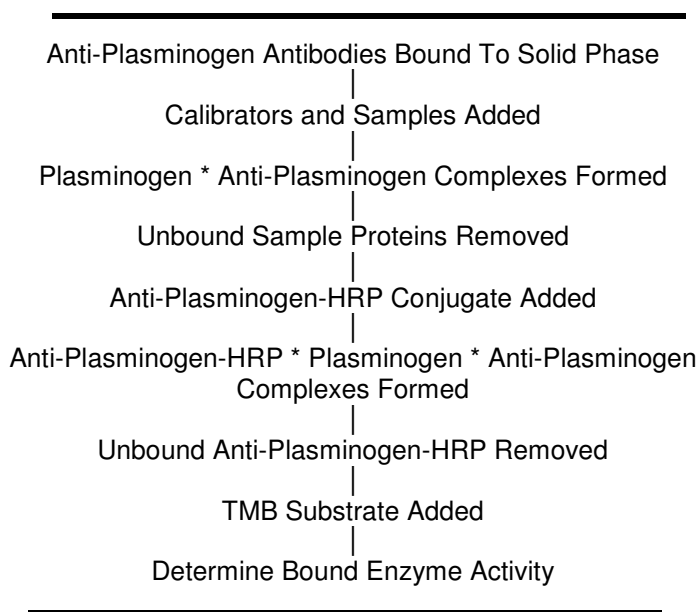 Anti-Plasminogen Antibodies Bound To Solid Phase
Calibrators and Samples Added
Plasminogen * Anti-Plasminogen Complexes Formed
Unbound Sample Proteins Removed
Anti-Plasminogen-HRP Conjugate Added
Anti-Plasminogen-HRP * Plasminogen * Anti-Plasminogen
Complexes Formed
Unbound Anti-Plasminogen-HRP Removed
TMB Substrate Added
Determine Bound Enzyme Activity